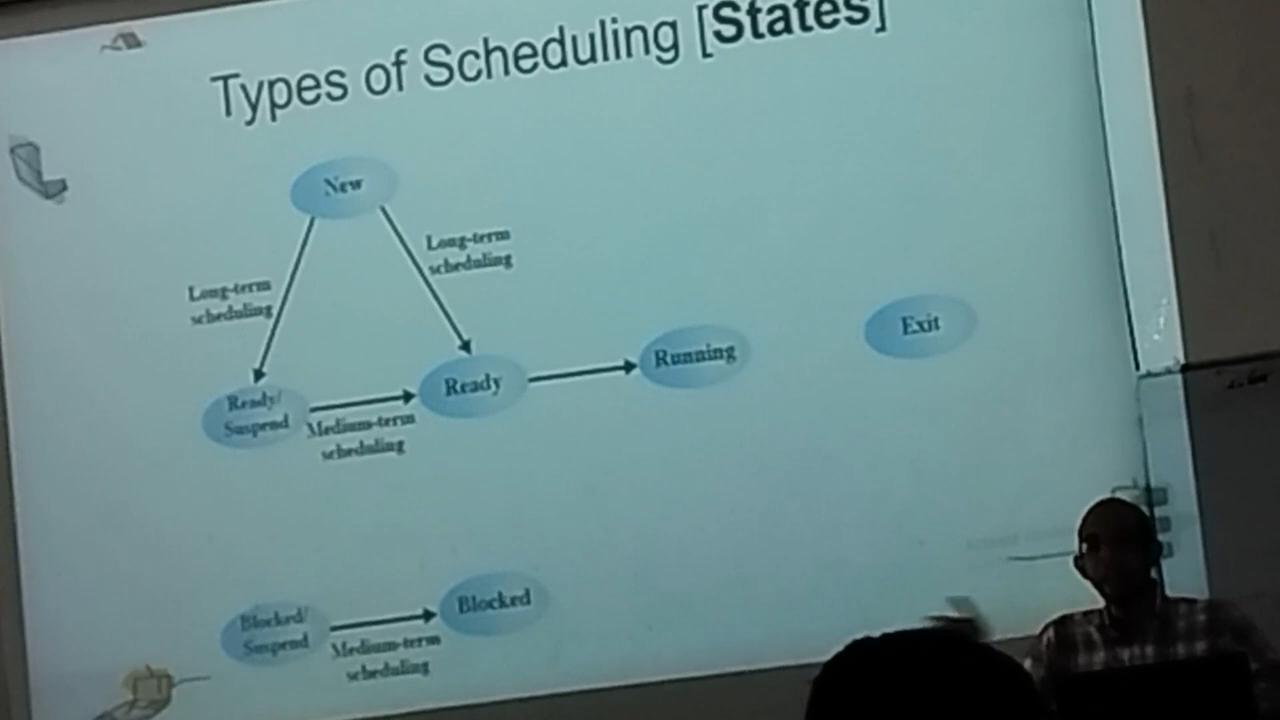 Types of Scheduling [States]
New
Long-term
scheduling
Long-term
scheduling
Ready/
Suspend
Medium-term
scheduling
Ready
Running
Exit
Blocked/
Suspend
Medium-term
scheduling
Blocked